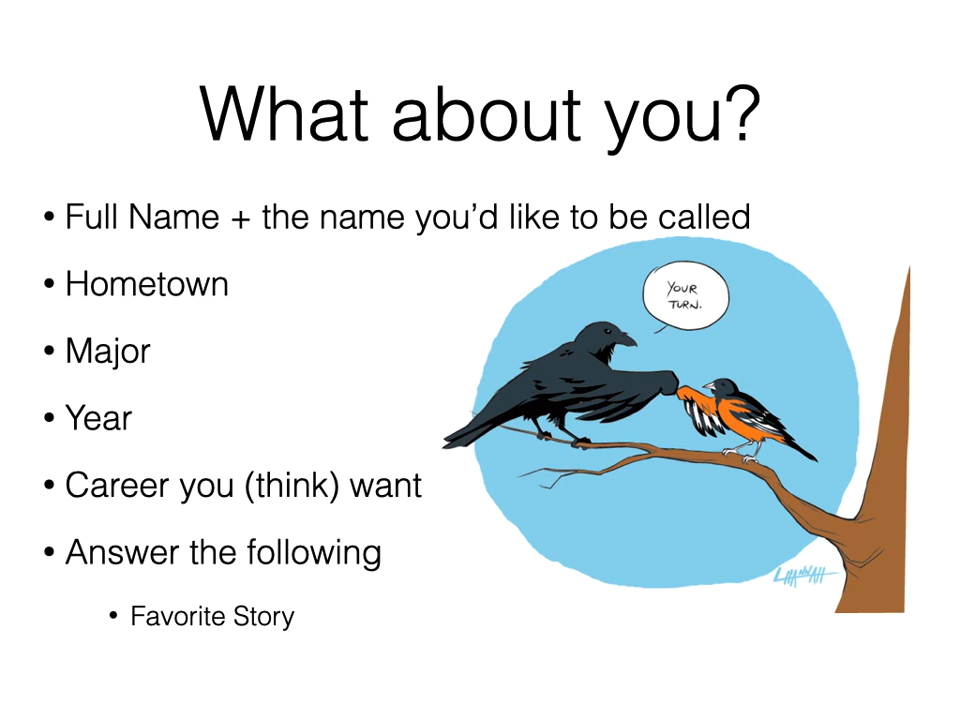 What about you?
• Full Name + the name you’d like to be called
• Hometown
• Major
• Year
• Career you (think) want
• Answer the following
• Favorite Story
YOUR
TURN.
LHANNAH